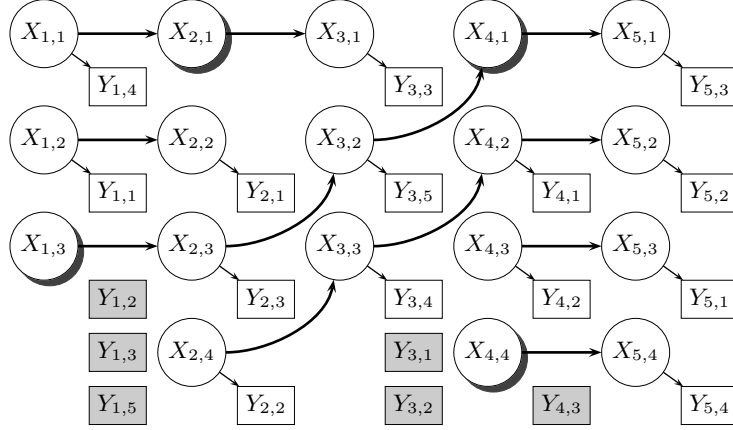 X1,1 X2,1 X3,1 X4,1 X5,1
Y1,4 Y3,3 Y5,3
X1,2 X2,2 X3,2 X4,2 X5,2
Y1,1 Y2,1 Y3,5 Y4,1 Y5,2
X1,3 X2,3 X3,3 X4,3 X5,3
Y1,2 Y2,3 Y3,4 Y4,2 Y5,1
Y1,3 X2,4 Y3,1 X4,4 X5,4
Y1,5 Y2,2 Y3,2 Y4,3 Y5,4